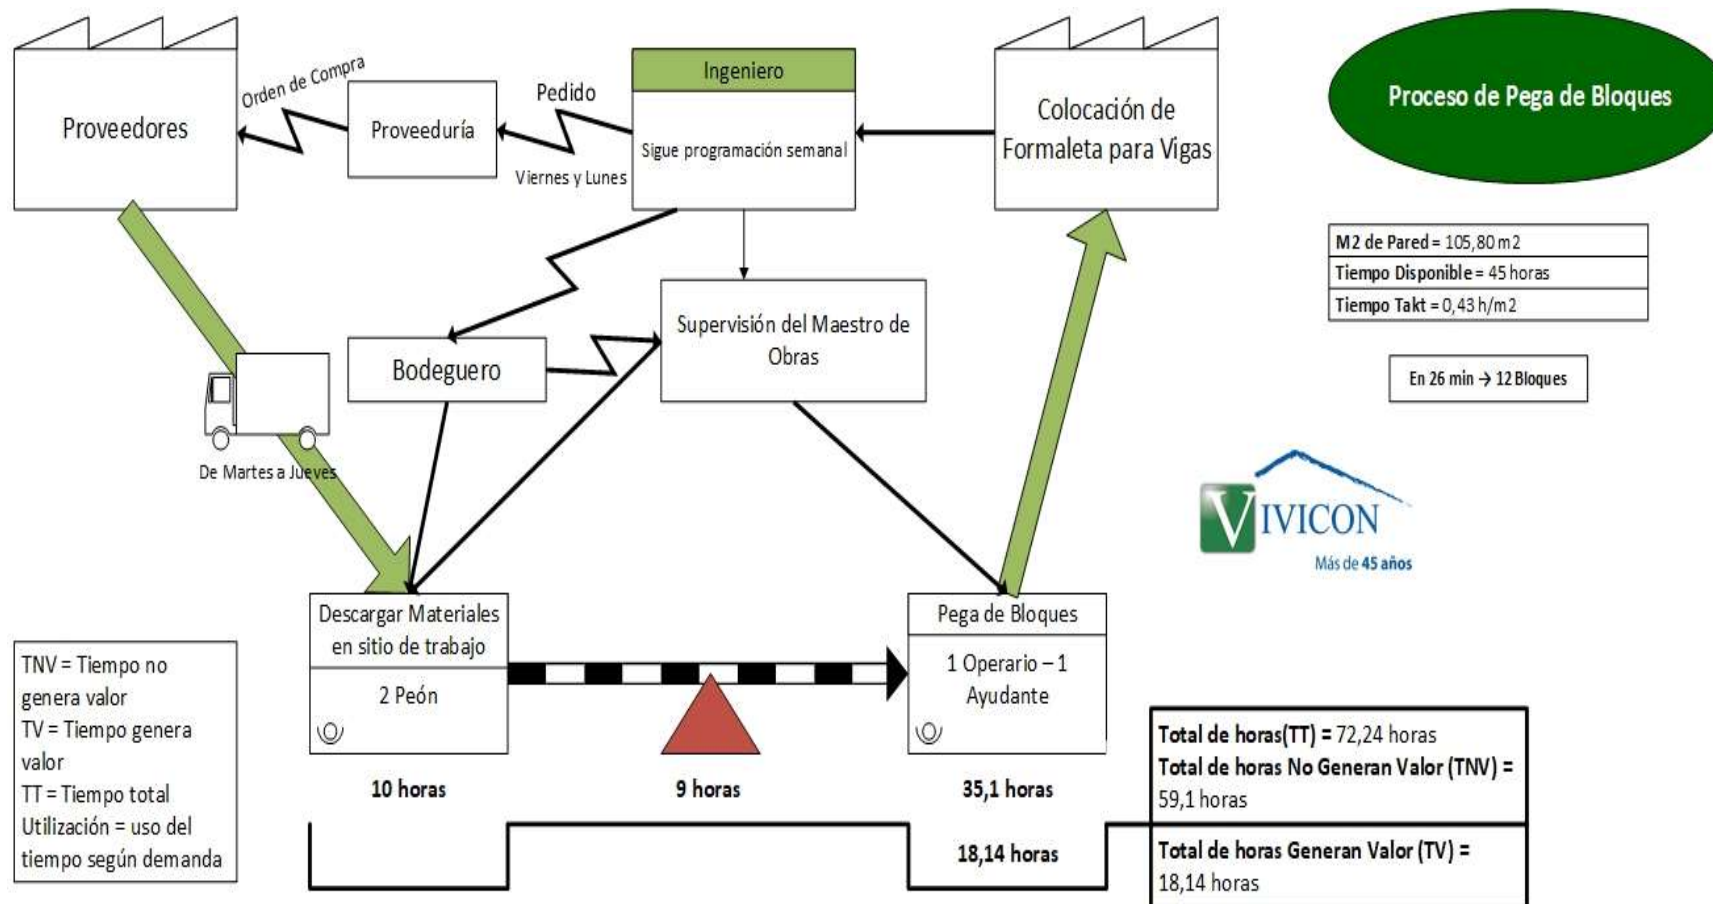 Proveedores
Orden de Compra
Proveeduría
Pedido
Viernes y Lunes
Ingeniero
Sigue programación semanal
Colocación de
Formaleta para Vigas
Proceso de Pega de Bloques
M2 de Pared = 105,80 m2
Tiempo Disponible = 45 horas
Tiempo Takt = 0,43 h/m2
En 26 min → 12 Bloques
Bodeguero
Supervisión del Maestro de
Obras
De Martes a Jueves
VIVICON
Más de 45 años
Descargar Materiales
en sitio de trabajo
2 Peón
Pega de Bloques
1 Operario – 1
Ayudante
TNV = Tiempo no
genera valor
TV = Tiempo genera
valor
TT = Tiempo total
Utilización = uso del
tiempo según demanda
10 horas
9 horas
35,1 horas
18,14 horas
Total de horas(TT) = 72,24 horas
Total de horas No Generan Valor (TNV) =
59,1 horas
Total de horas Generan Valor (TV) =
18,14 horas